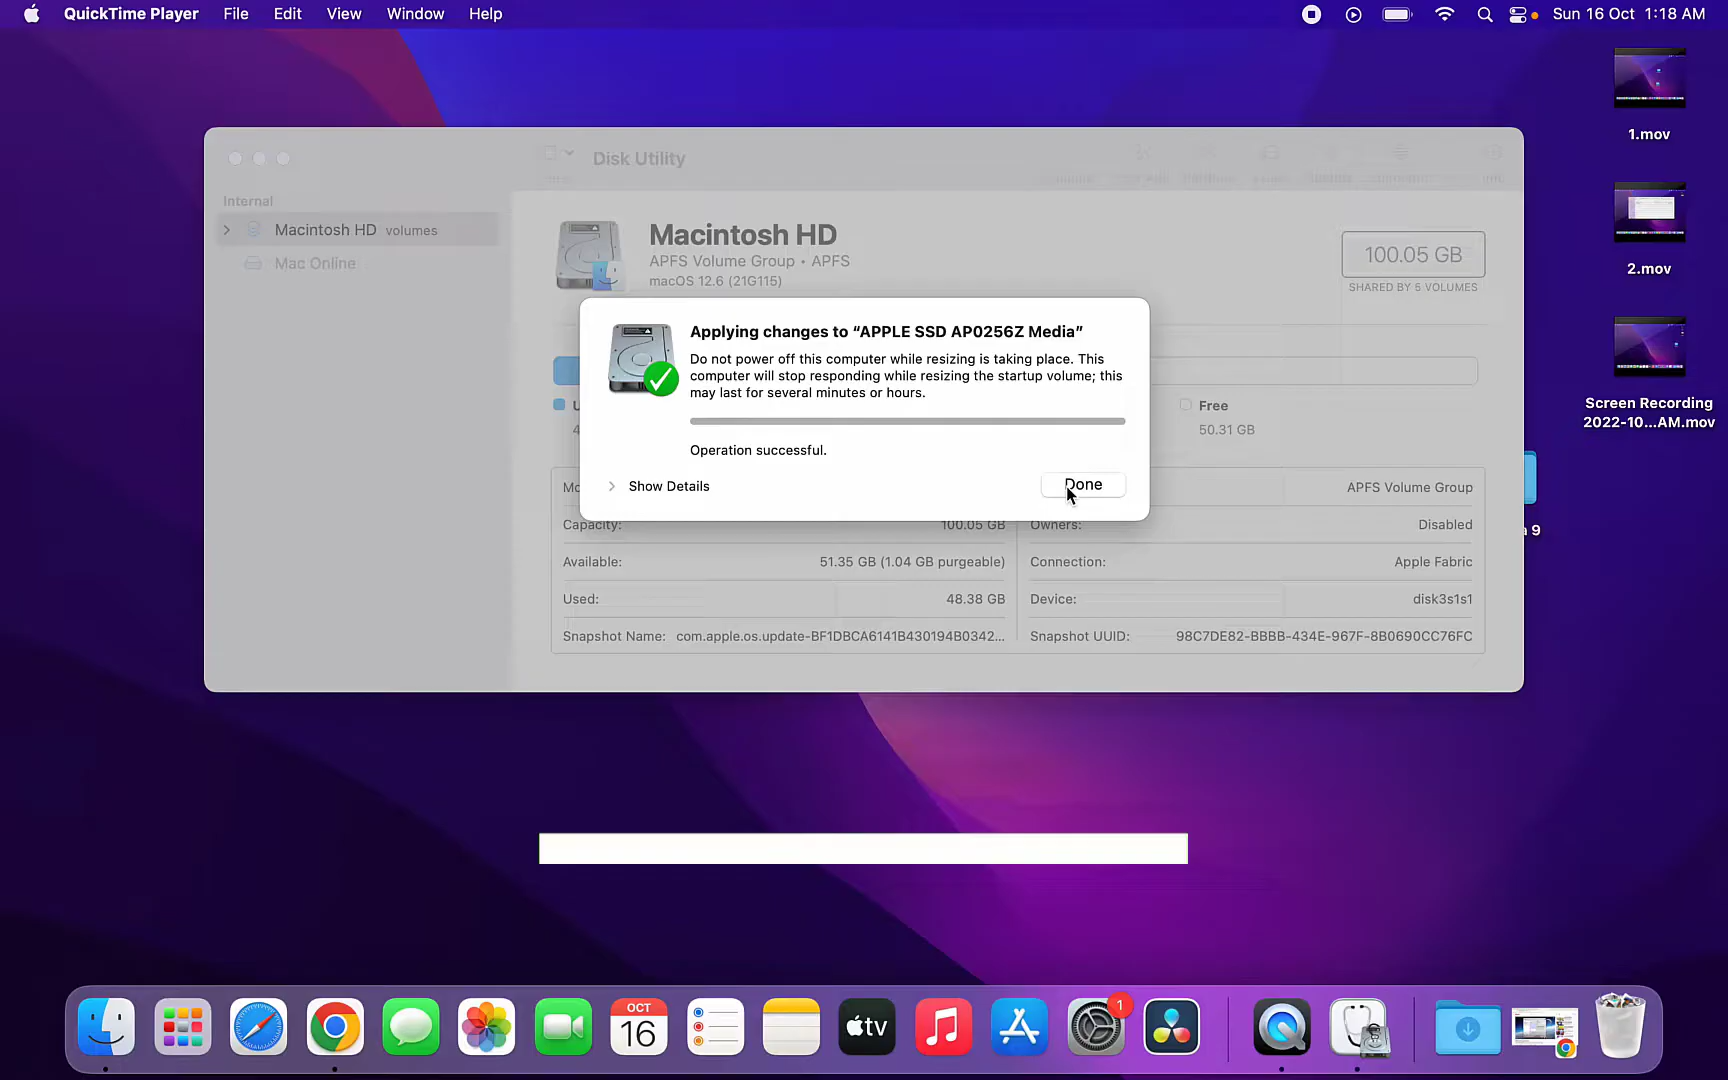 QuickTime Player File Edit View Window Help Sun 16 Oct 1:18 AM
1.mov
2.mov
Screen Recording
2022-10...AM.mov
9
Disk Utility
Internal
Macintosh HD volumes
Mac Online
Macintosh HD
APFS Volume Group • APFS
macOS 12.6 (21G115)
100.05 GB
SHARED BY 5 VOLUMES
Free
50.31 GB
Applying changes to “APPLE SSD AP0256Z Media”
Do not power off this computer while resizing is taking place. This
computer will stop responding while resizing the startup volume; this
may last for several minutes or hours.
Operation successful.
Show Details
Done
APFS Volume Group
Capacity: 100.05 GB
Owners: Disabled
Available: 51.35 GB (1.04 GB purgeable)
Connection: Apple Fabric
Used: 48.38 GB
Device: disk3s1s1
Snapshot Name: com.apple.os.update-BF1DBCA6141B430194B0342...
Snapshot UUID: 98C7DE82-BBBB-434E-967F-8B0690CC76FC
OCT
16
tv
1